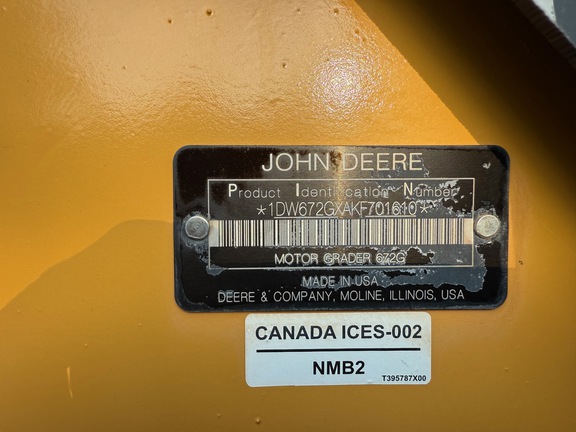 JOHN DEERE
Product Identification Number
*1DW672GXAKF701610*
MOTOR GRADER 672G
MADE IN USA
DEERE & COMPANY, MOLINE, ILLINOIS, USA
CANADA ICES-002
NMB2
T395787X00